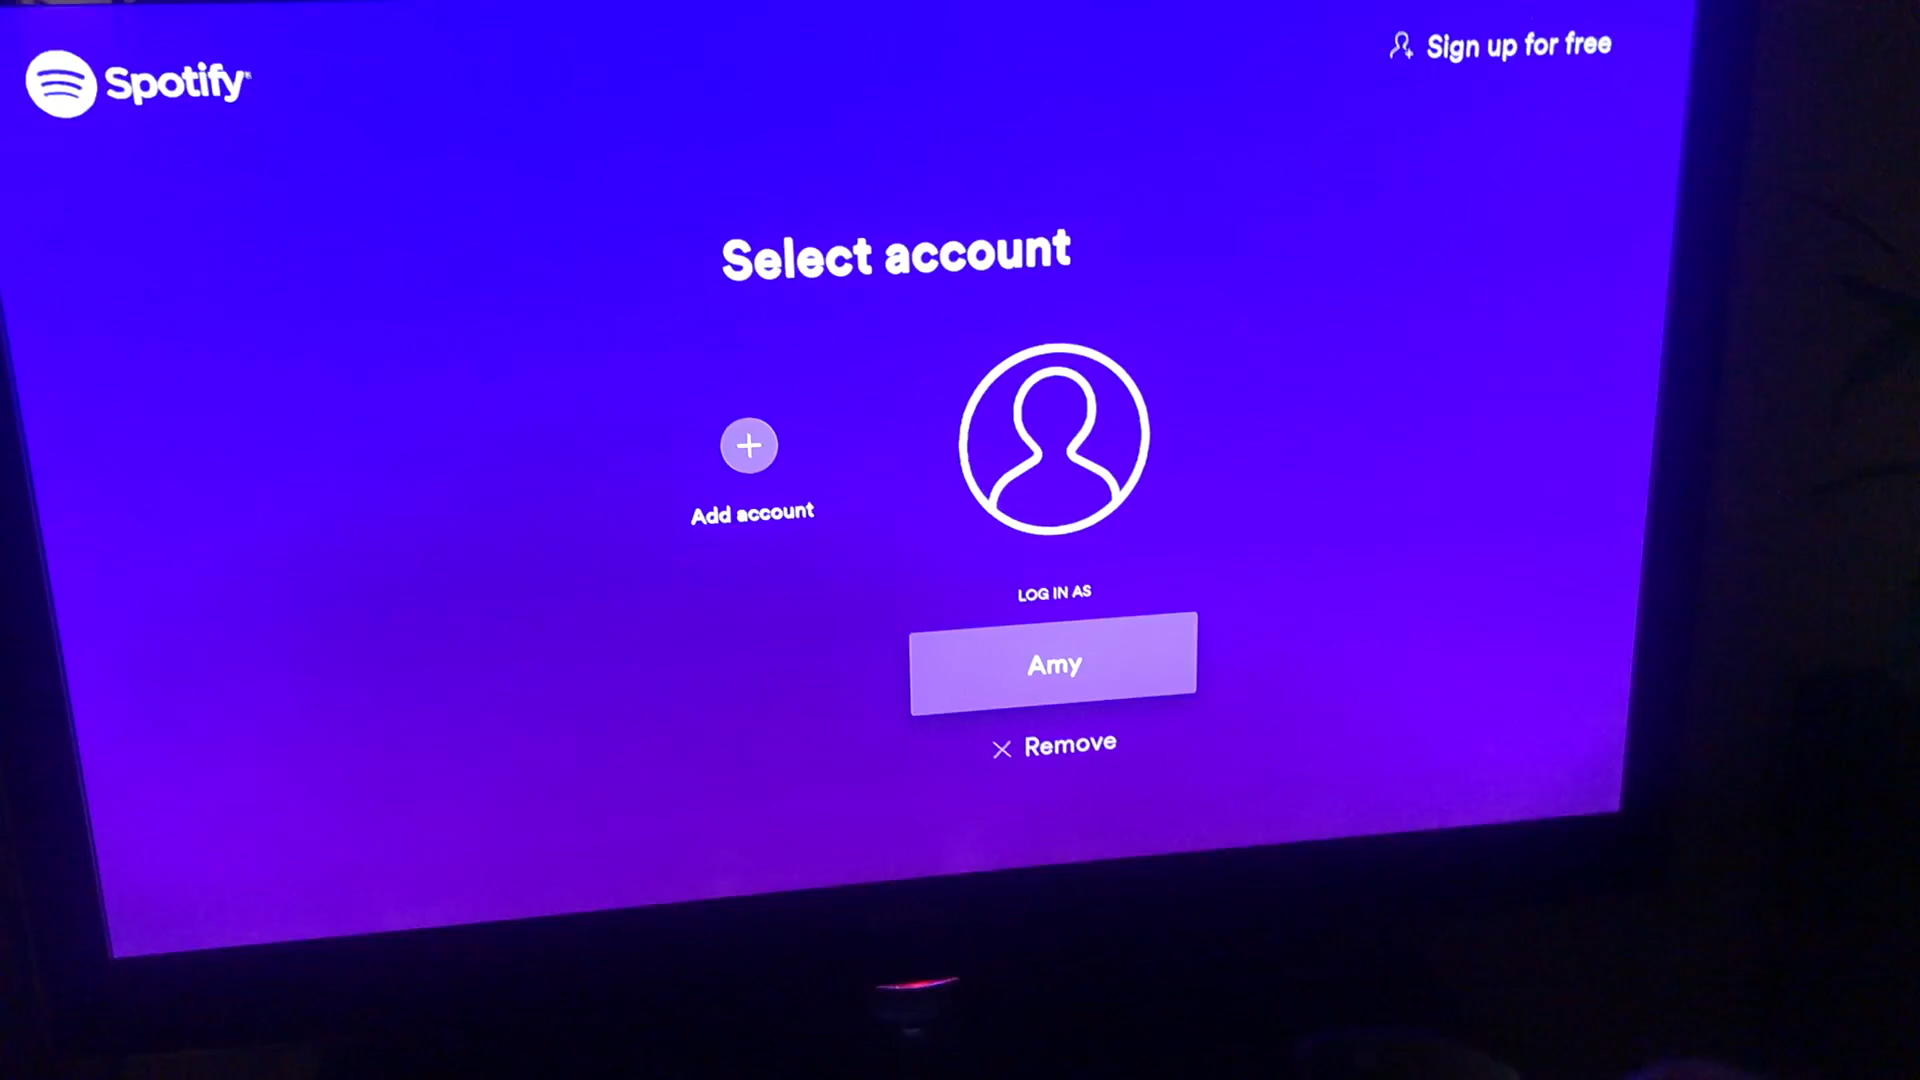 Spotify
Sign up for free
Select account
Add account
LOG IN AS
Amy
Remove